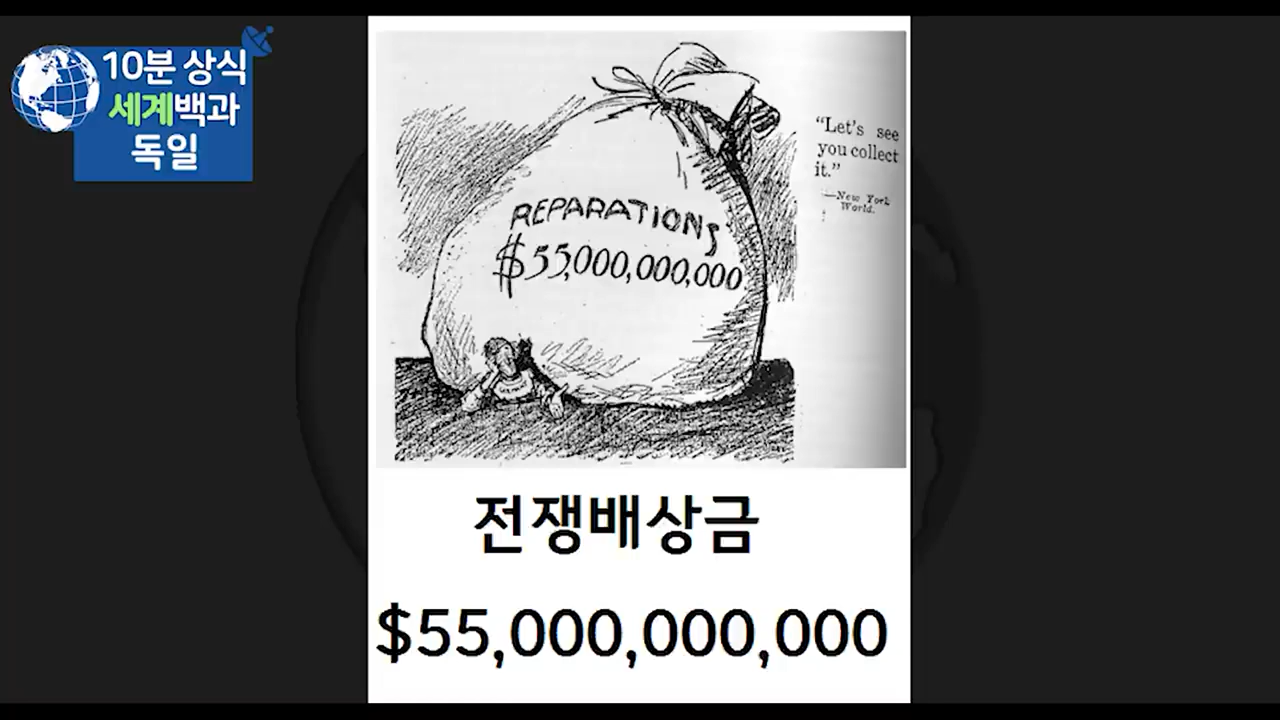 10분 상식
세계백과
독일
“Let's see
you collect
it.”
—New York
World.
REPARATIONS
$55,000,000,000
전쟁배상금
$55,000,000,000